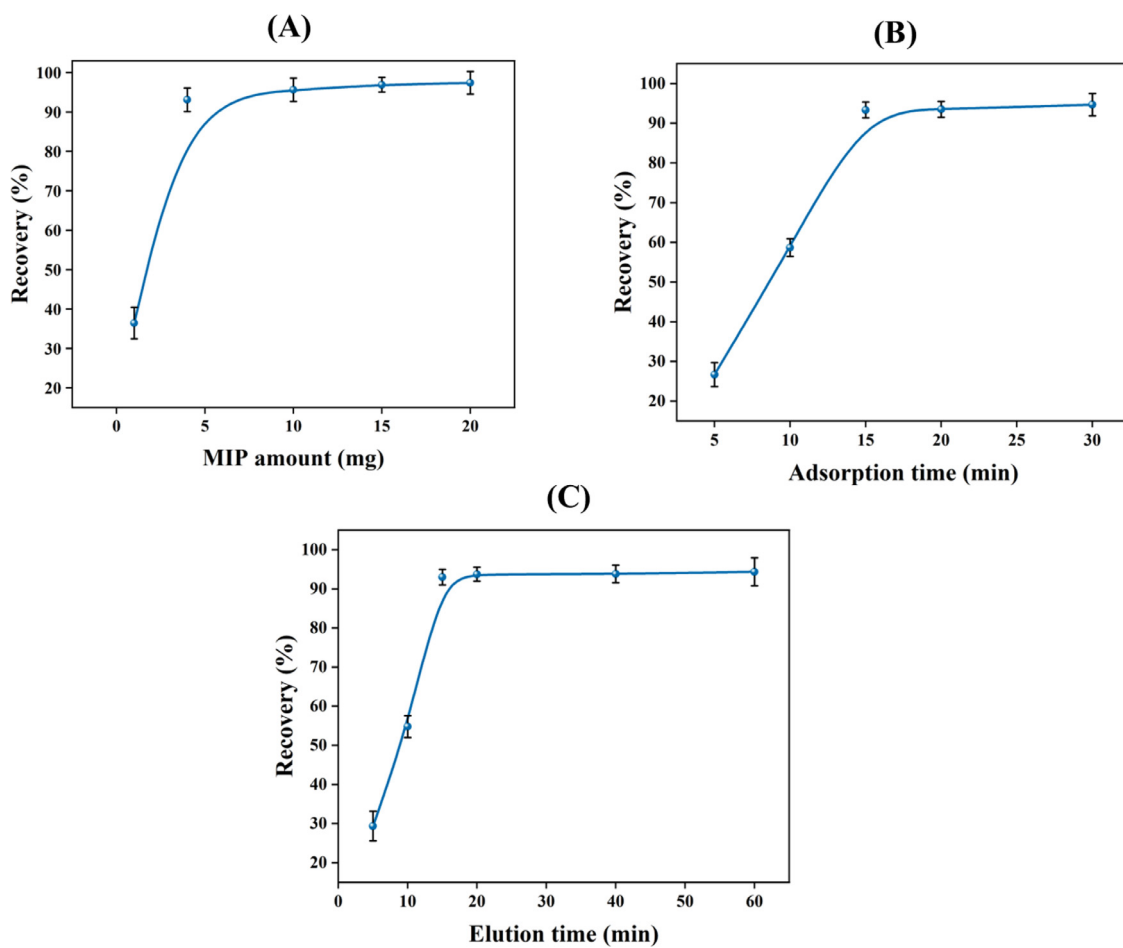 (A)
100
90
80
70
60
50
40
30
20
Recovery (%)
0 5 10 15 20
MIP amount (mg)
(B)
100
90
80
70
60
50
40
30
20
Recovery (%)
5 10 15 20 25 30
Adsorption time (min)
(C)
100
90
80
70
60
50
40
30
20
Recovery (%)
0 10 20 30 40 50 60
Elution time (min)